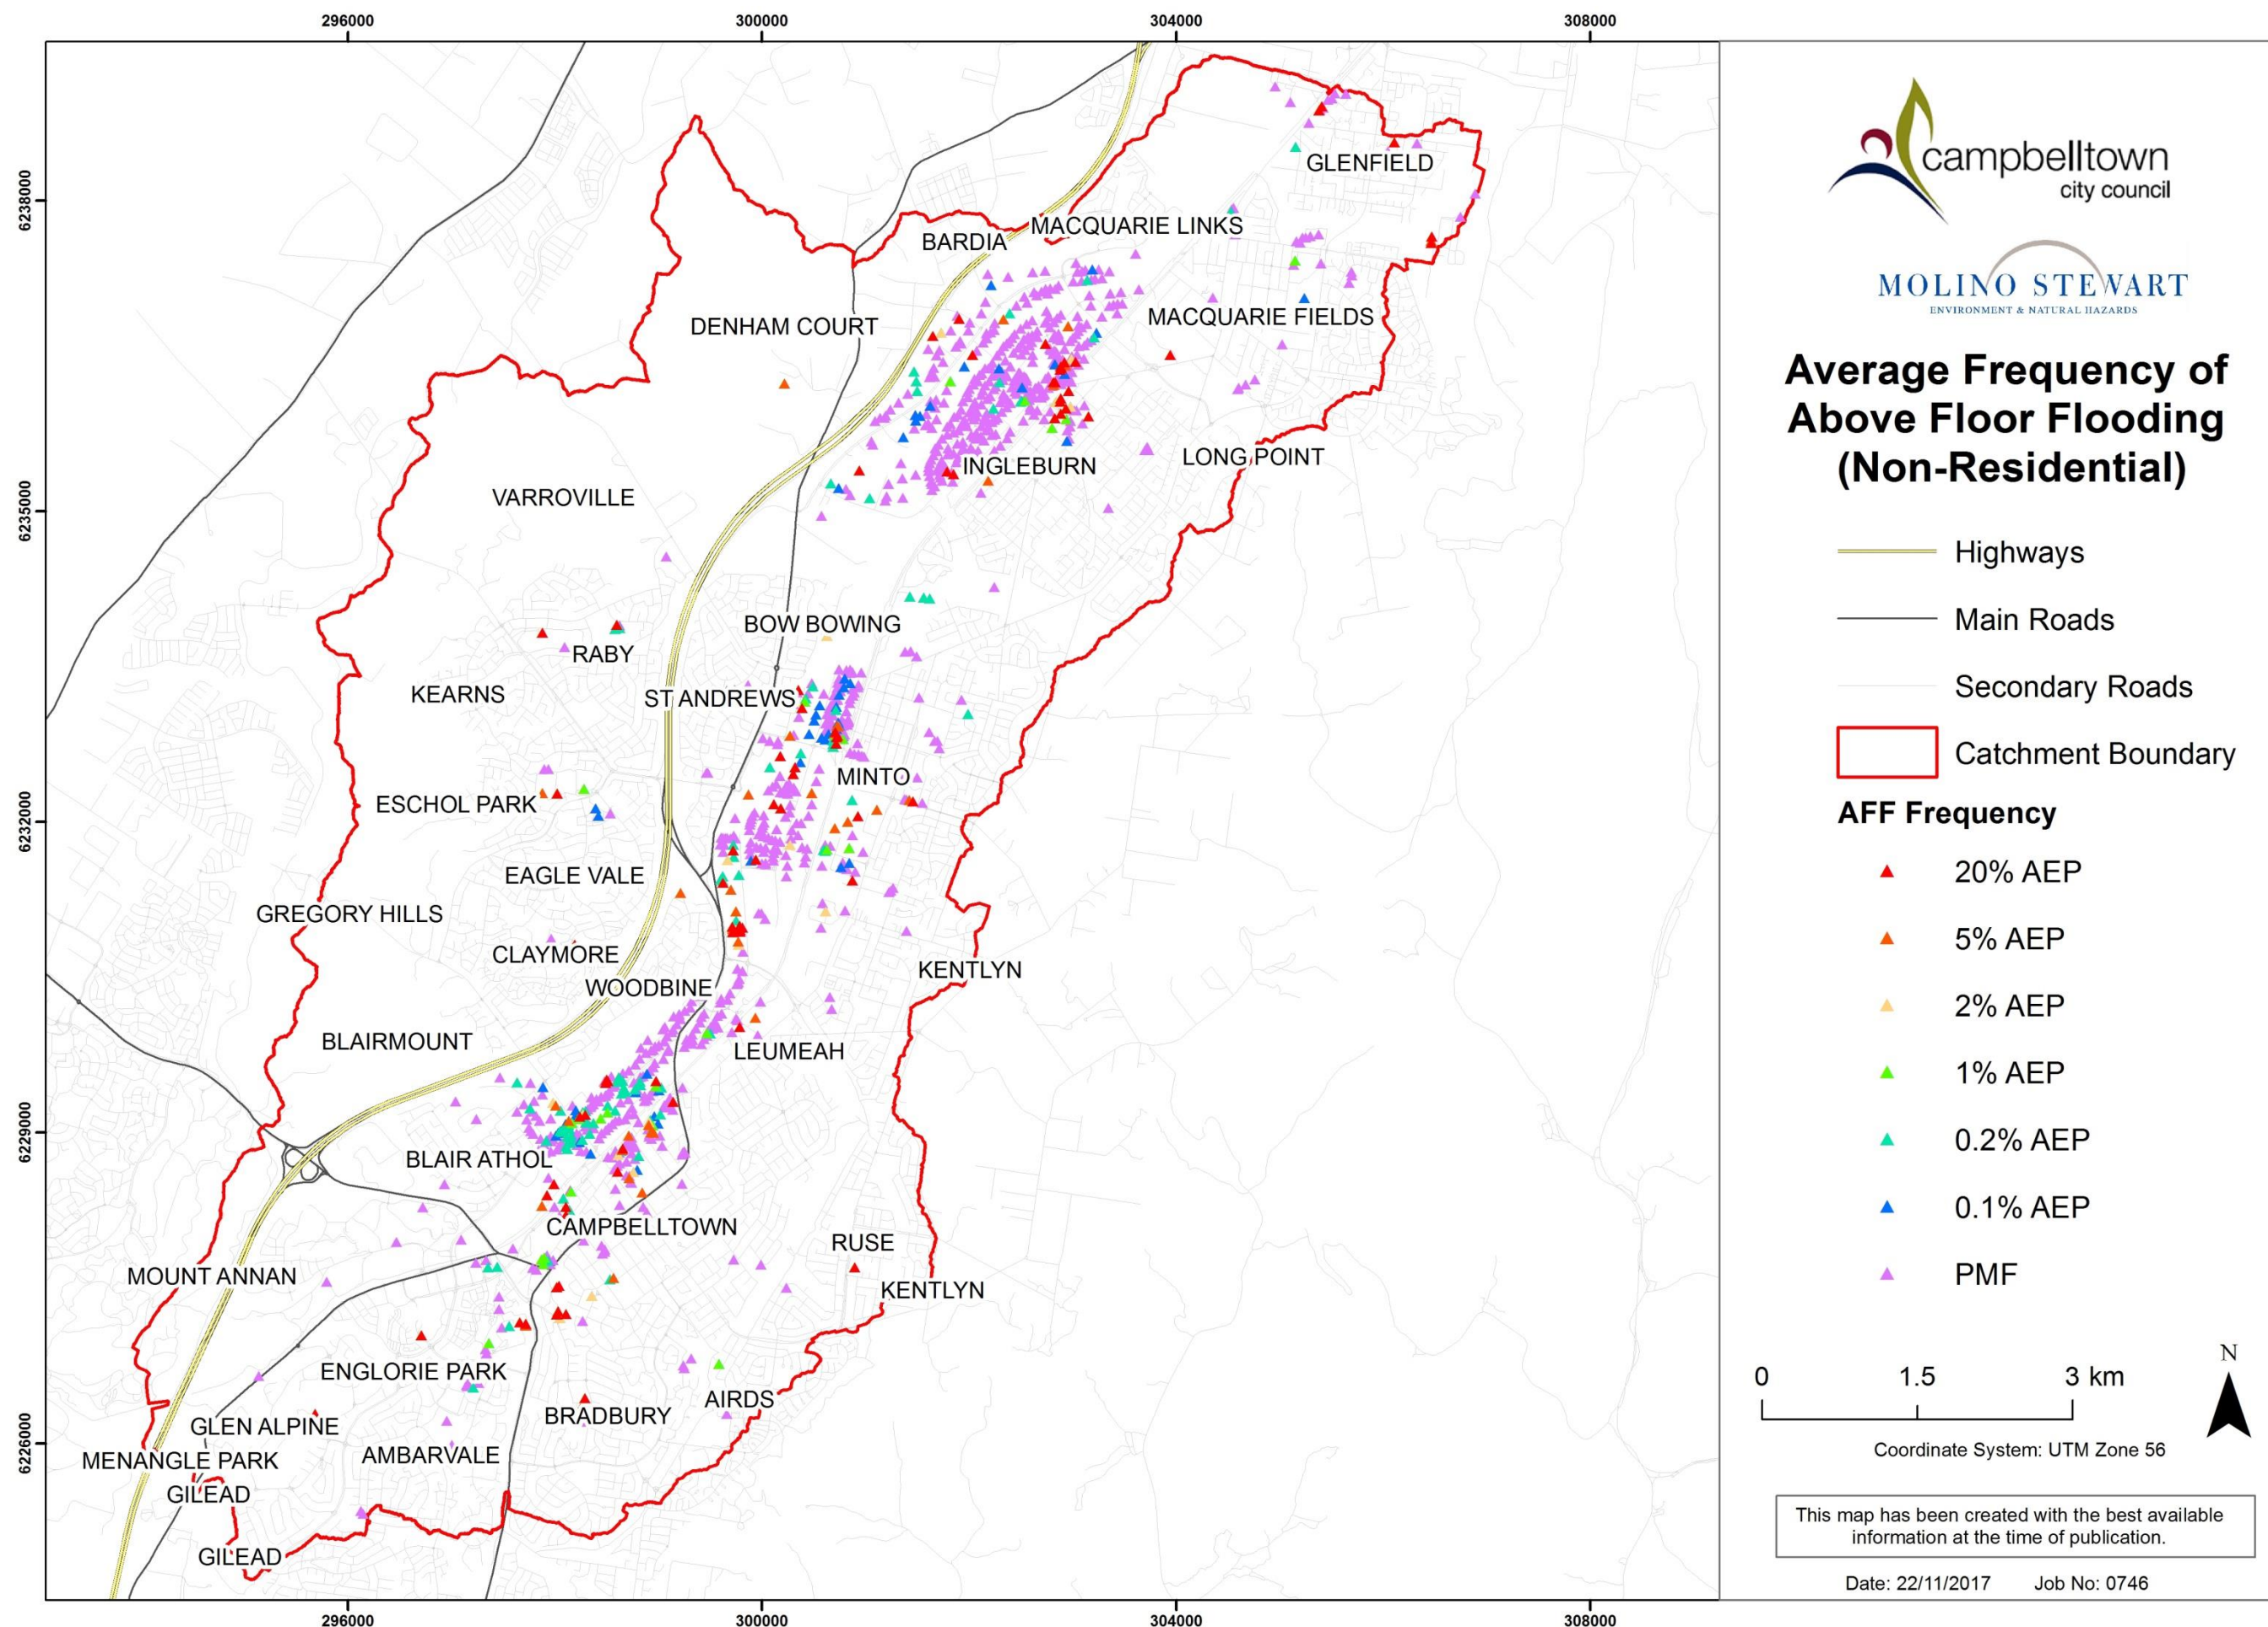 296000 300000 304000 308000
6238000
6235000
6232000
6229000
6226000
GLENFIELD
MACQUARIE LINKS
BARDIA
DENHAM COURT
MACQUARIE FIELDS
LONG POINT
INGLEBURN
VARROVILLE
BOW BOWING
RABY
KEARNS
ST ANDREWS
MINTO
ESCHOL PARK
EAGLE VALE
GREGORY HILLS
CLAYMORE
KENTLYN
WOODBINE
BLAIRMOUNT
LEUMEAH
BLAIR ATHOL
CAMPBELLTOWN
RUSE
MOUNT ANNAN
KENTLYN
ENGLORIE PARK
AIRDS
BRADBURY
GLEN ALPINE
AMBARVALE
MENANGLE PARK
GILEAD
GILEAD
296000 300000 304000 308000
campbelltown
city council
MOLINO STEWART
ENVIRONMENT & NATURAL HAZARDS
Average Frequency of
Above Floor Flooding
(Non-Residential)
Highways
Main Roads
Secondary Roads
Catchment Boundary
AFF Frequency
20% AEP
5% AEP
2% AEP
1% AEP
0.2% AEP
0.1% AEP
PMF
0 1.5 3 km
N
Coordinate System: UTM Zone 56
This map has been created with the best available
information at the time of publication.
Date: 22/11/2017 Job No: 0746